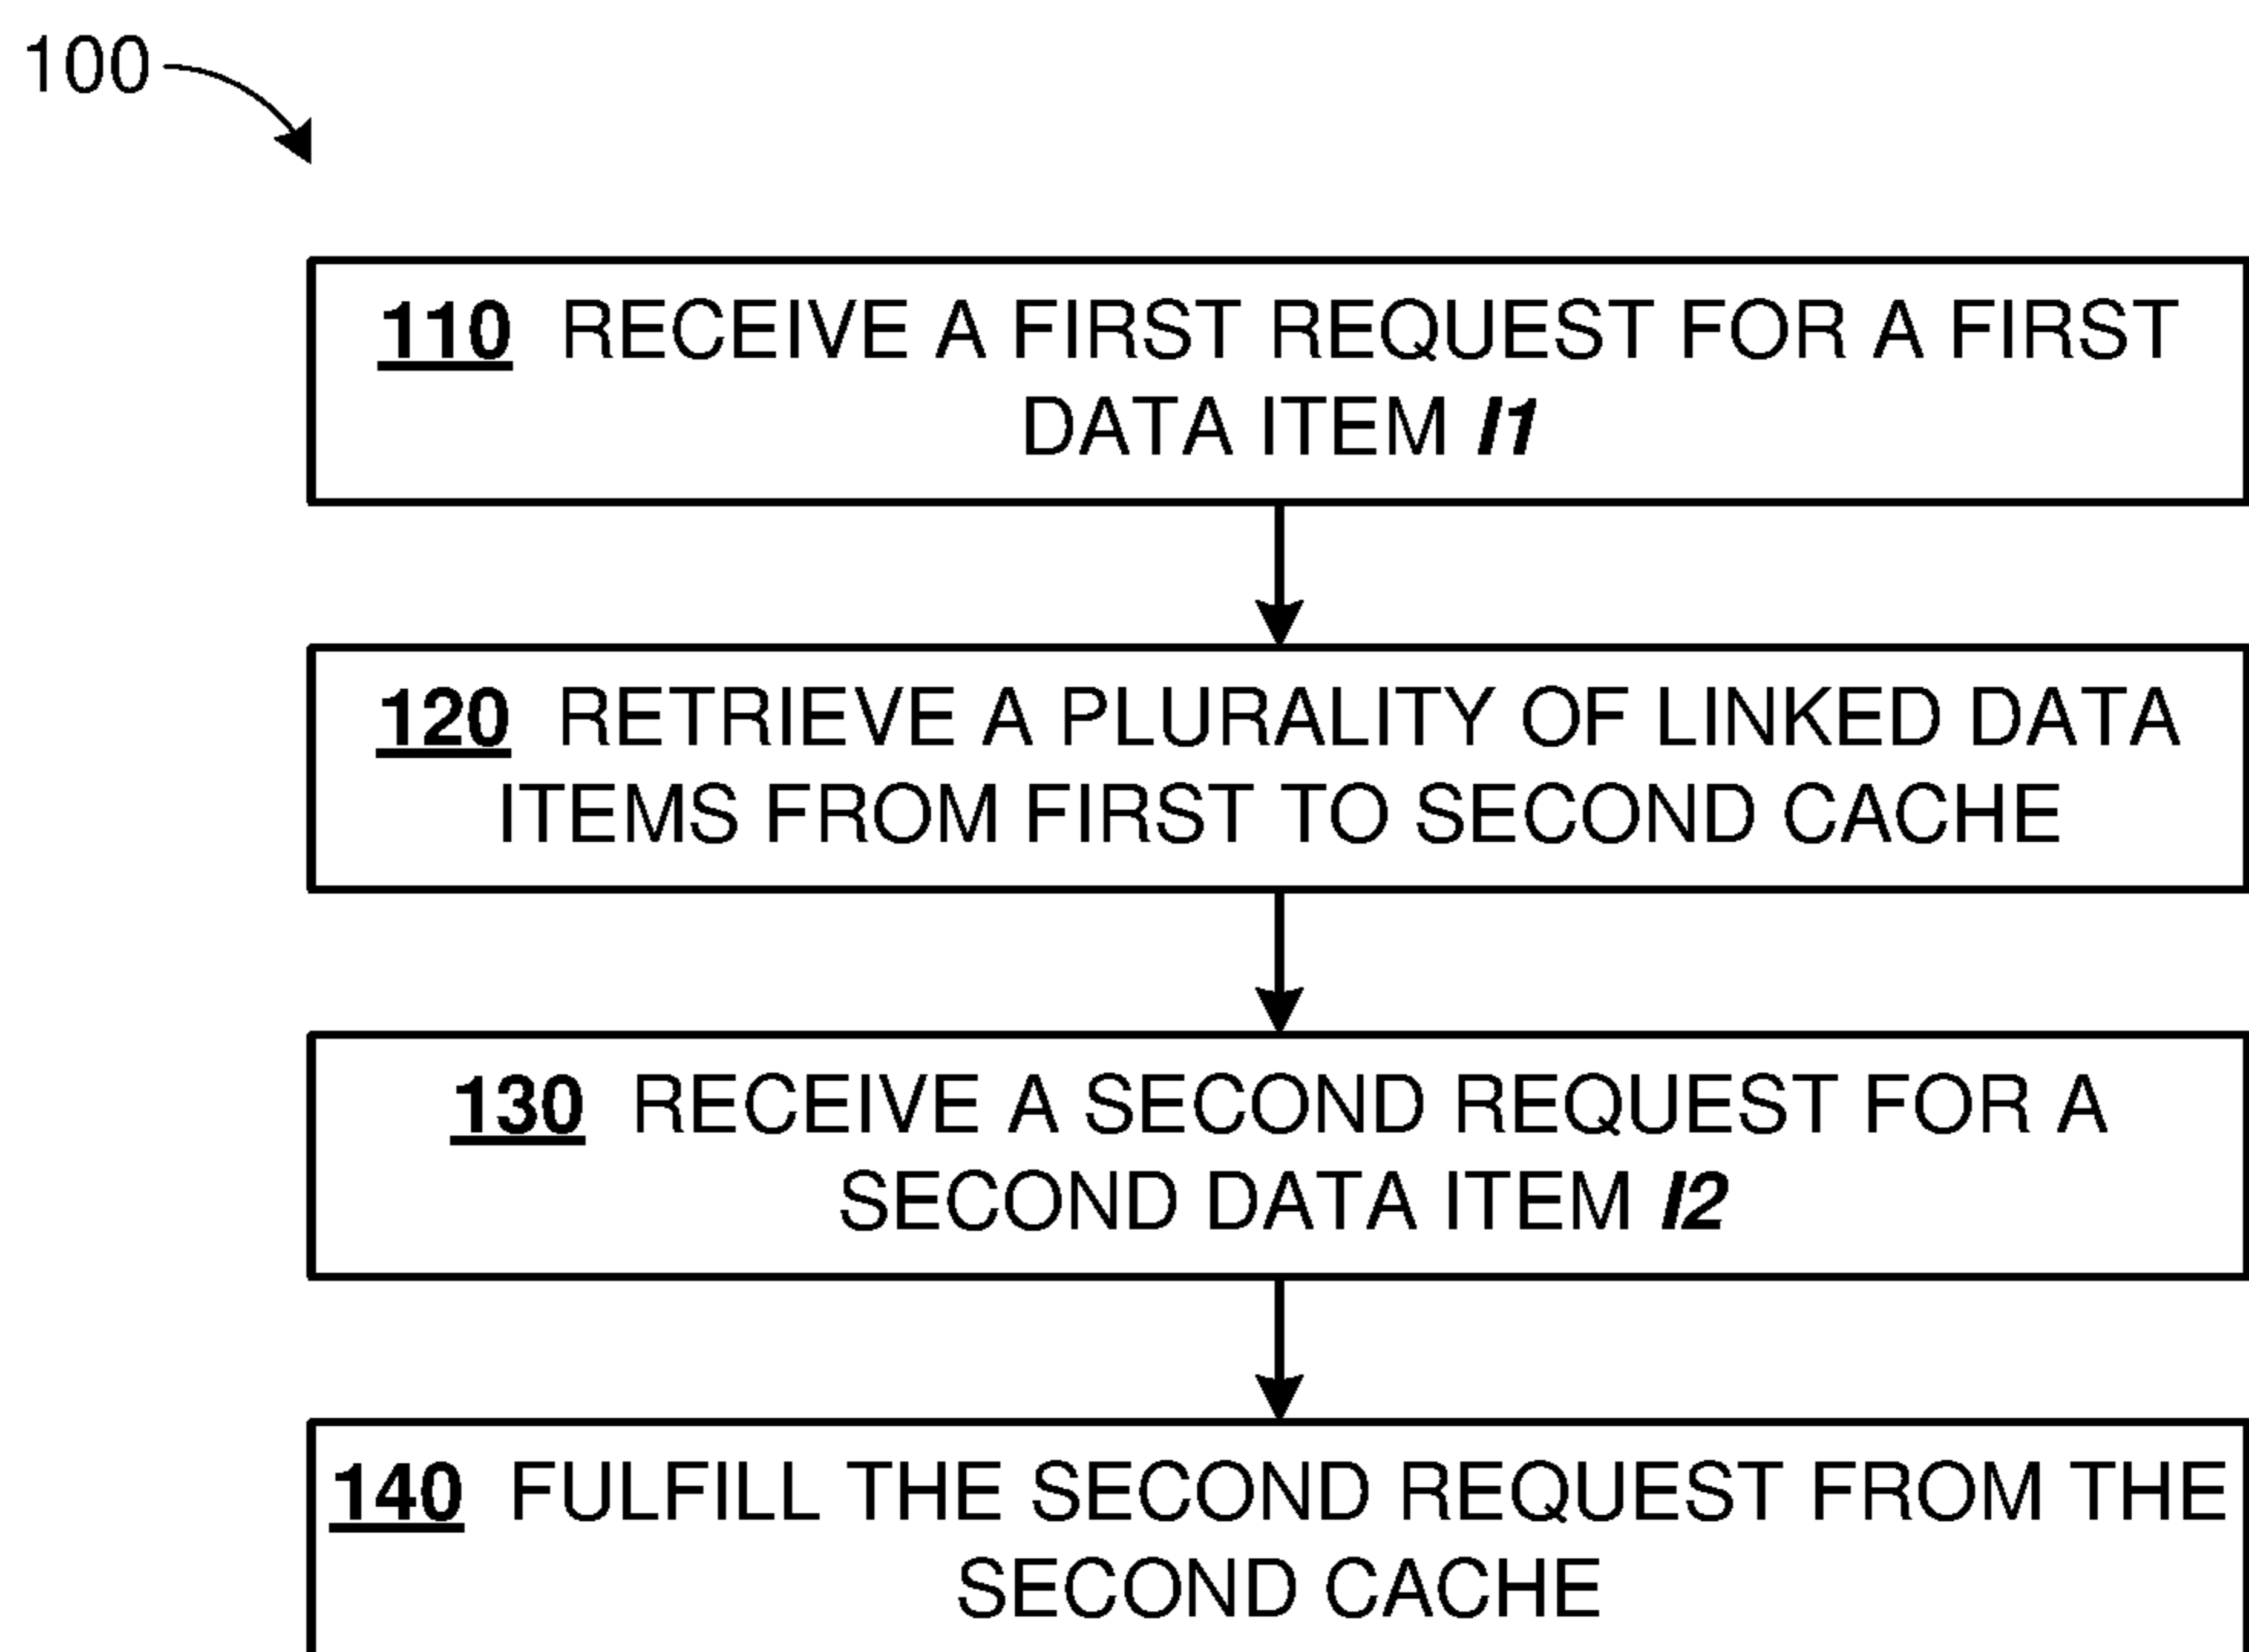 100
110 RECEIVE A FIRST REQUEST FOR A FIRST
DATA ITEM I1
120 RETRIEVE A PLURALITY OF LINKED DATA
ITEMS FROM FIRST TO SECOND CACHE
130 RECEIVE A SECOND REQUEST FOR A
SECOND DATA ITEM I2
140 FULFILL THE SECOND REQUEST FROM THE
SECOND CACHE